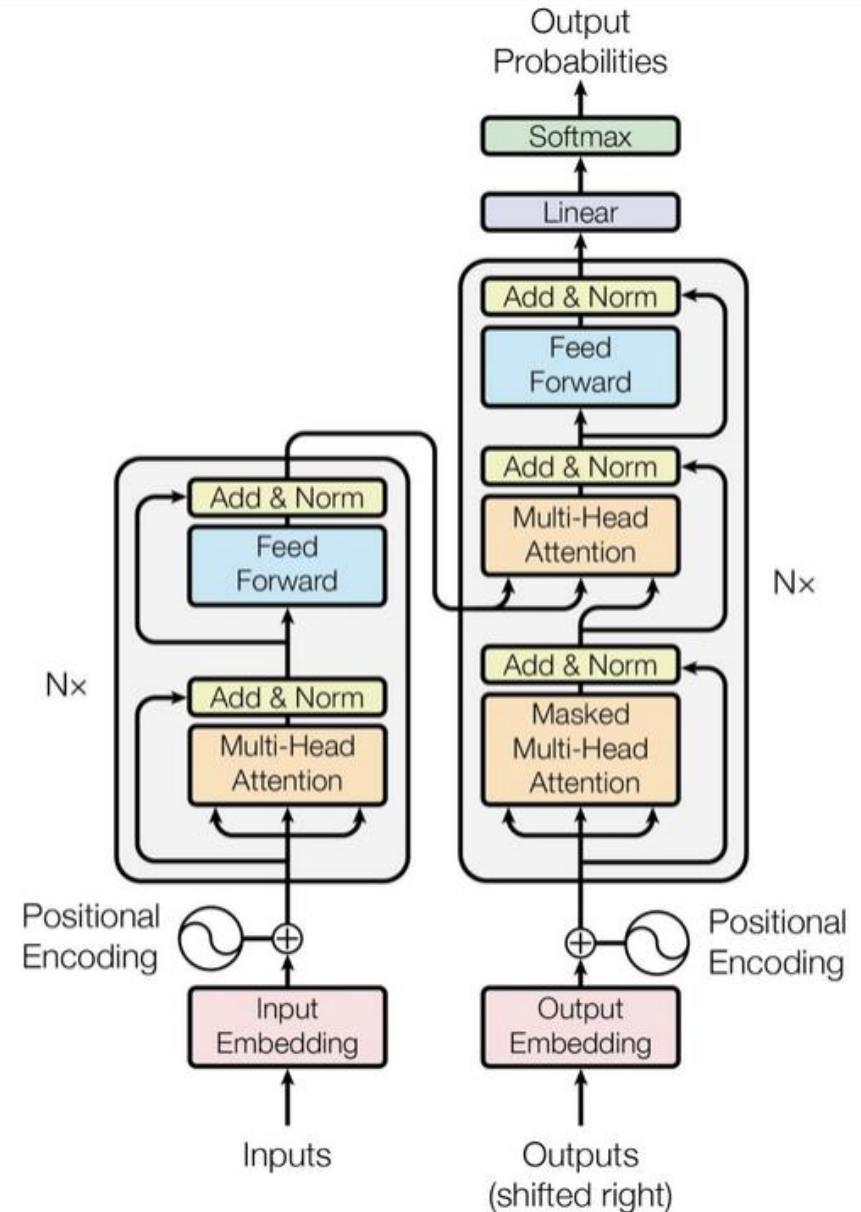 Output
Probabilities
Softmax
Linear
Add & Norm
Feed
Forward
Add & Norm
Multi-Head
Attention
Nx
Add & Norm
Masked
Multi-Head
Attention
Add & Norm
Feed
Forward
Nx
Add & Norm
Multi-Head
Attention
Positional
Encoding
Positional
Encoding
Input
Embedding
Output
Embedding
Inputs
Outputs
(shifted right)